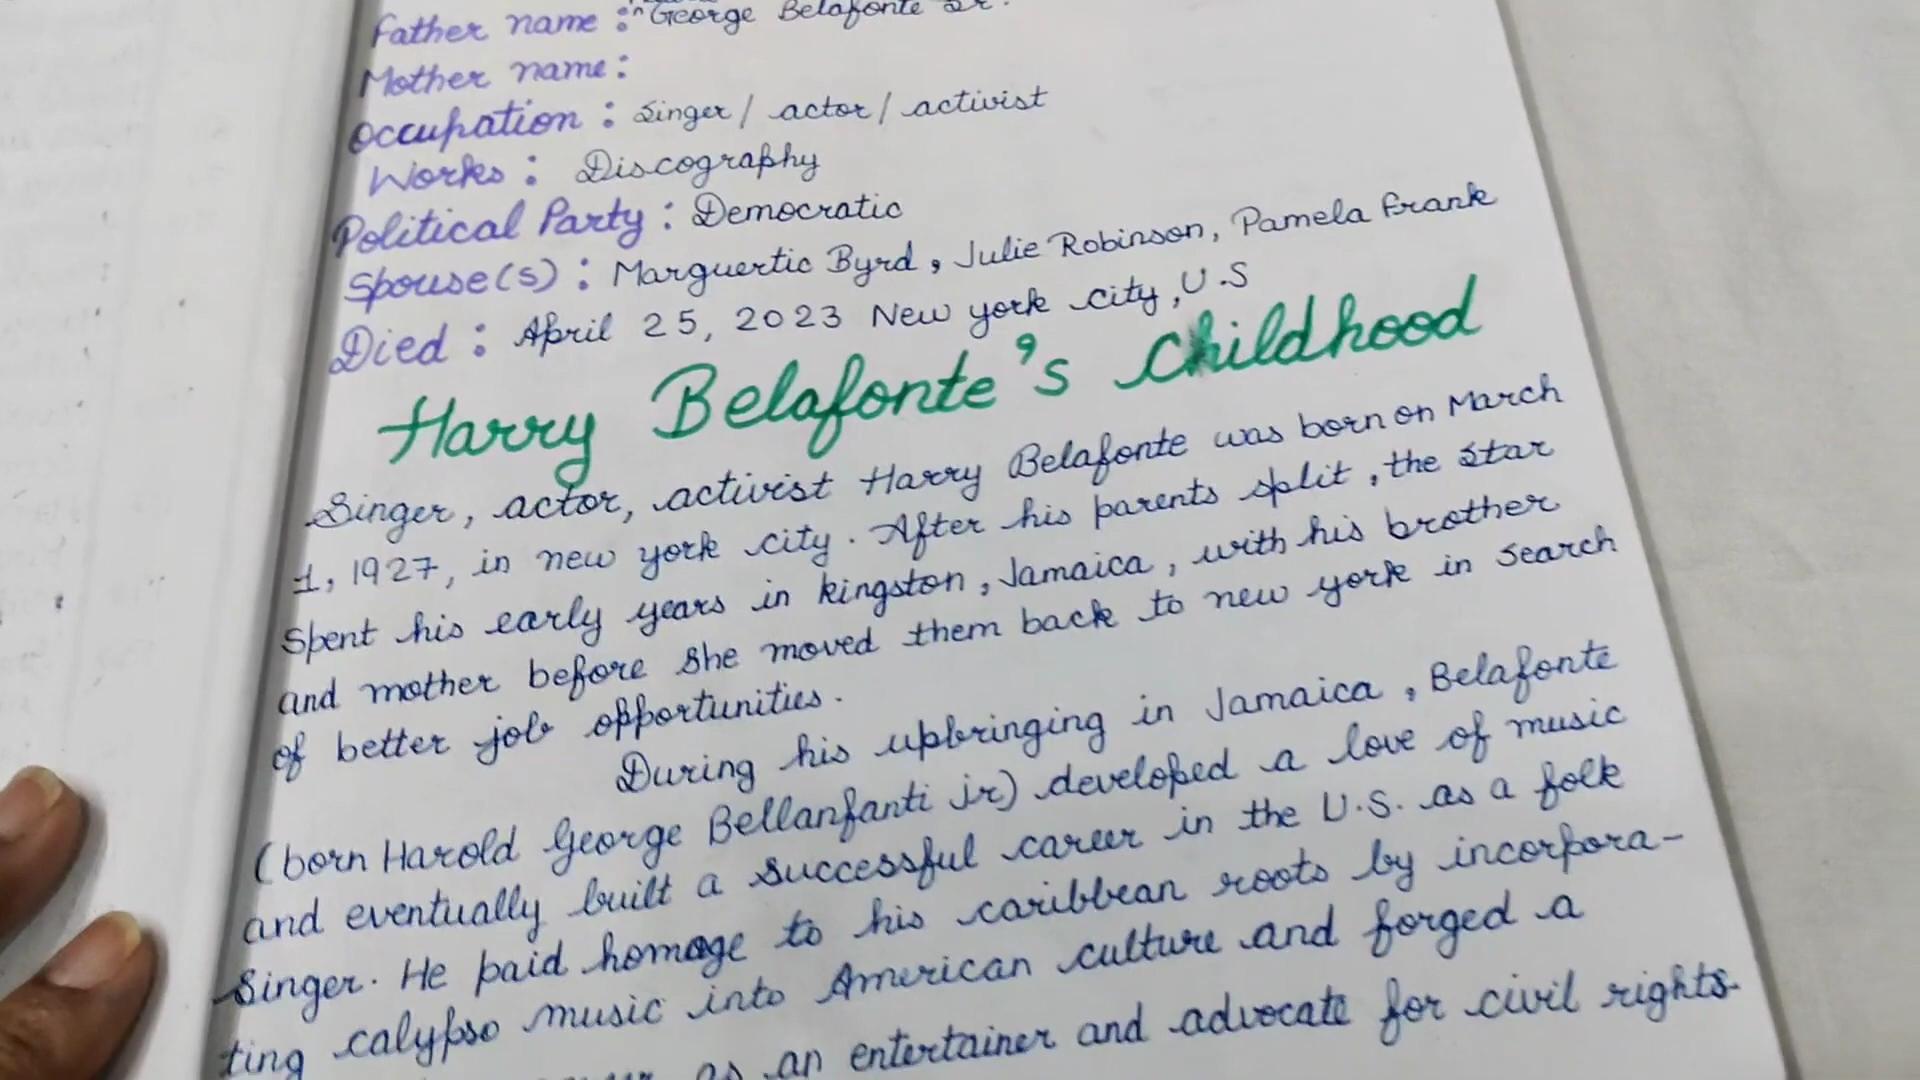 Father name : George Belafonte Sr.
Mother name :
Occupation : Singer / actor / activist
Works : Discography
Political Party : Democratic
Spouse(s) : Marguertic Byrd, Julie Robinson, Pamela frank
Died : April 25, 2023 New york city, U.S
Harry Belafonte's Childhood
Singer, actor, activist Harry Belafonte was born on March
1, 1927, in new york city. After his parents split, the star
spent his early years in kingston, Jamaica, with his brother
and mother before she moved them back to new york in search
of better job opportunities.
During his upbringing in Jamaica, Belafonte
(born Harold George Bellanfanti jr) developed a love of music
and eventually built a successful career in the U.S. as a folk
singer. He paid homage to his caribbean roots by incorpora-
ting calypso music into American culture and forged a
as an entertainer and advocate for civil rights.